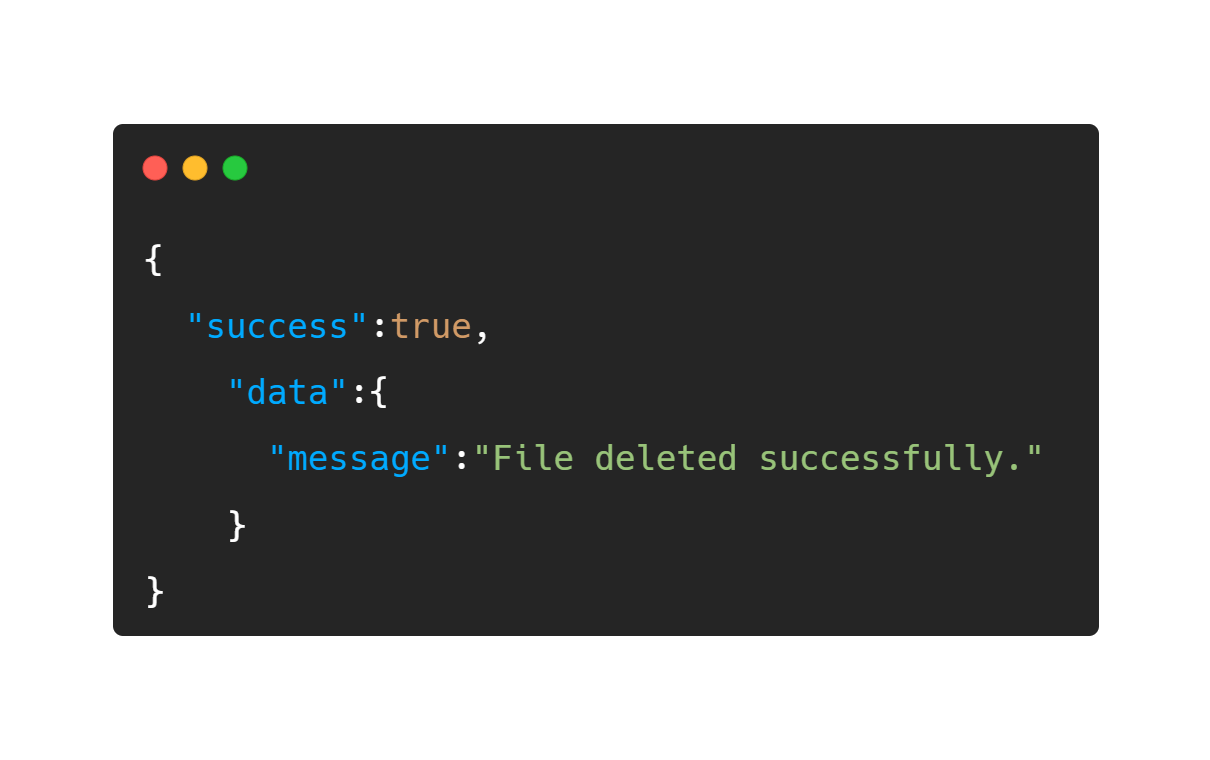 {
  "success":true,
    "data":{
      "message":"File deleted successfully."
    }
}